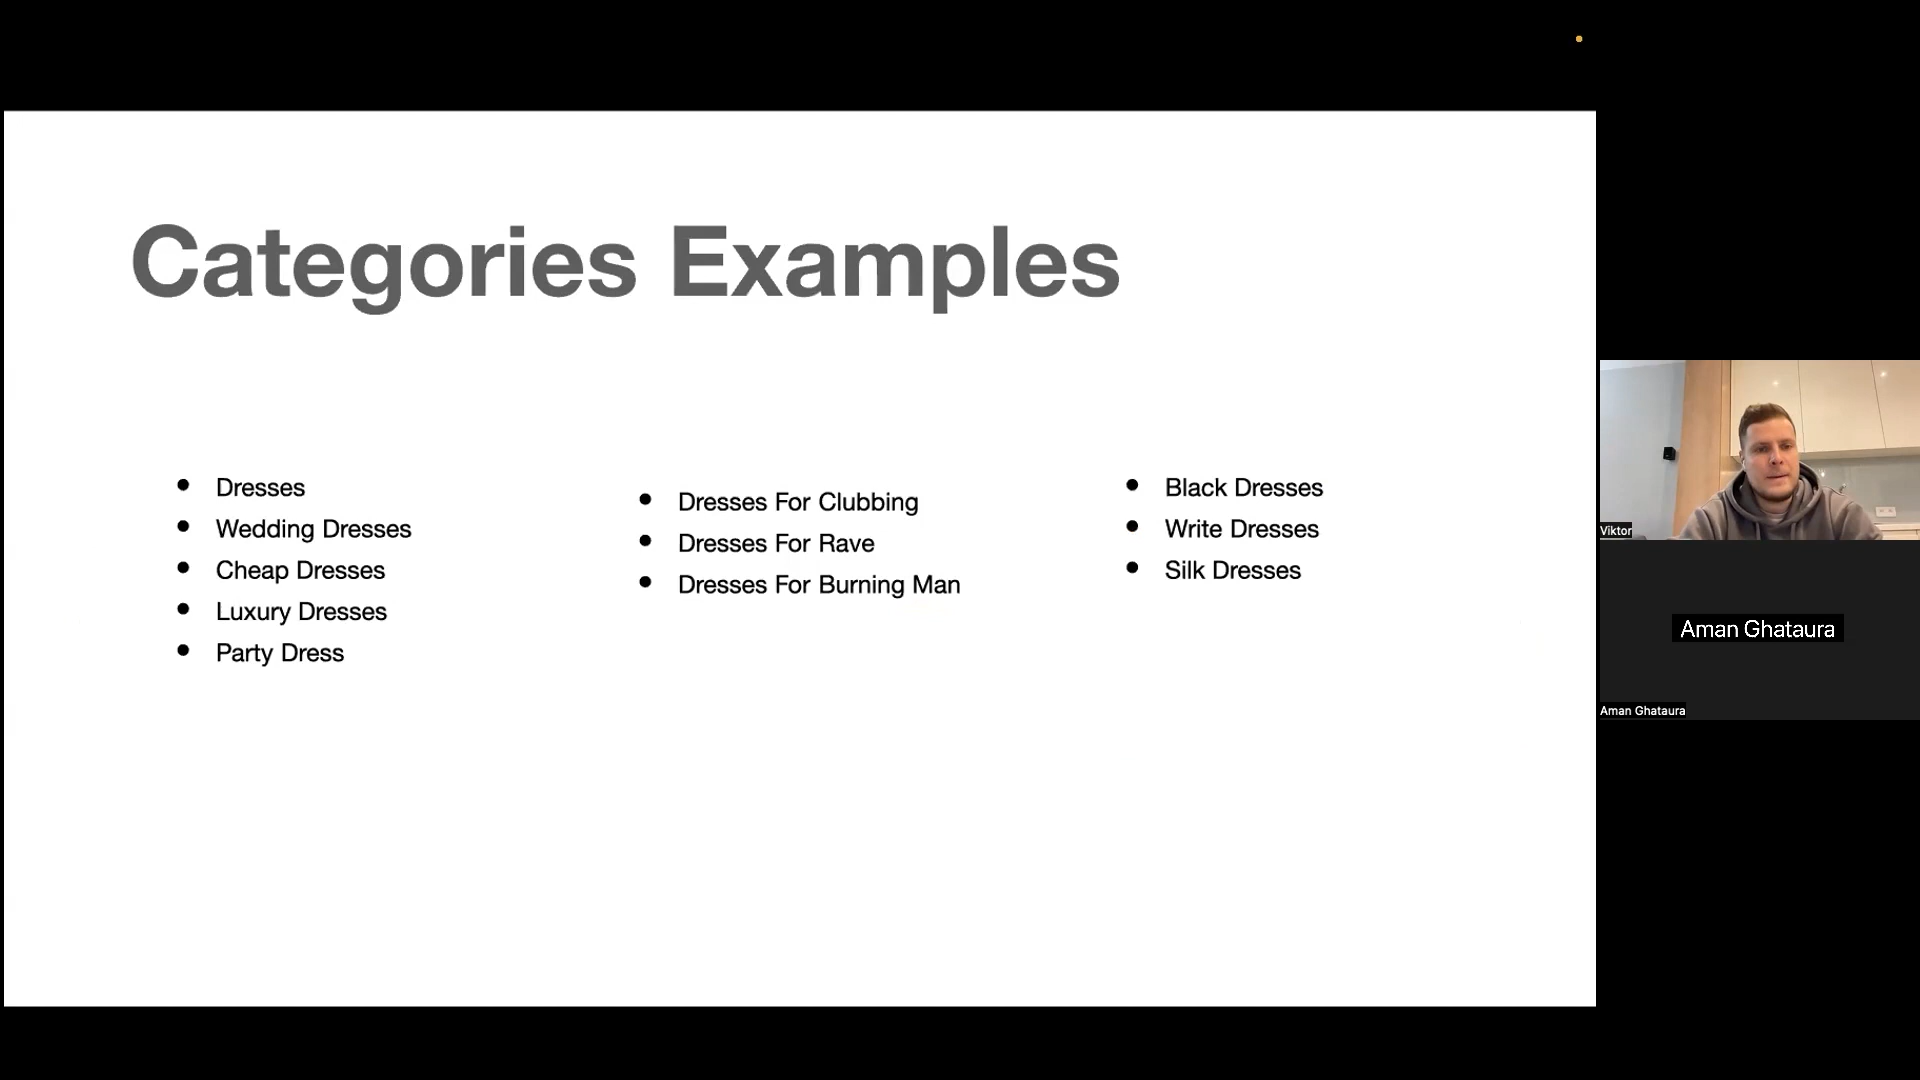 Categories Examples
Dresses
Wedding Dresses
Cheap Dresses
Luxury Dresses
Party Dress
Dresses For Clubbing
Dresses For Rave
Dresses For Burning Man
Black Dresses
Write Dresses
Silk Dresses
Viktor
Aman Ghataura
Aman Ghataura